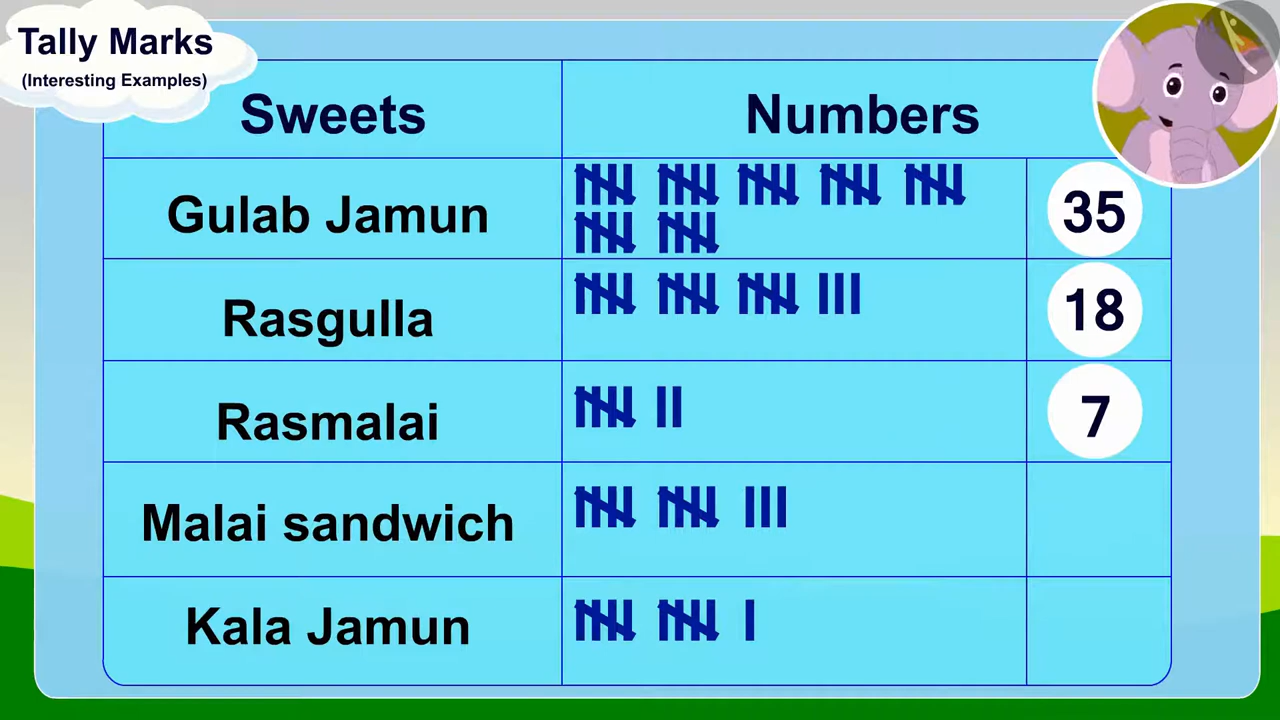 Tally Marks
(Interesting Examples)
Sweets Numbers
Gulab Jamun 35
Rasgulla 18
Rasmalai 7
Malai sandwich
Kala Jamun